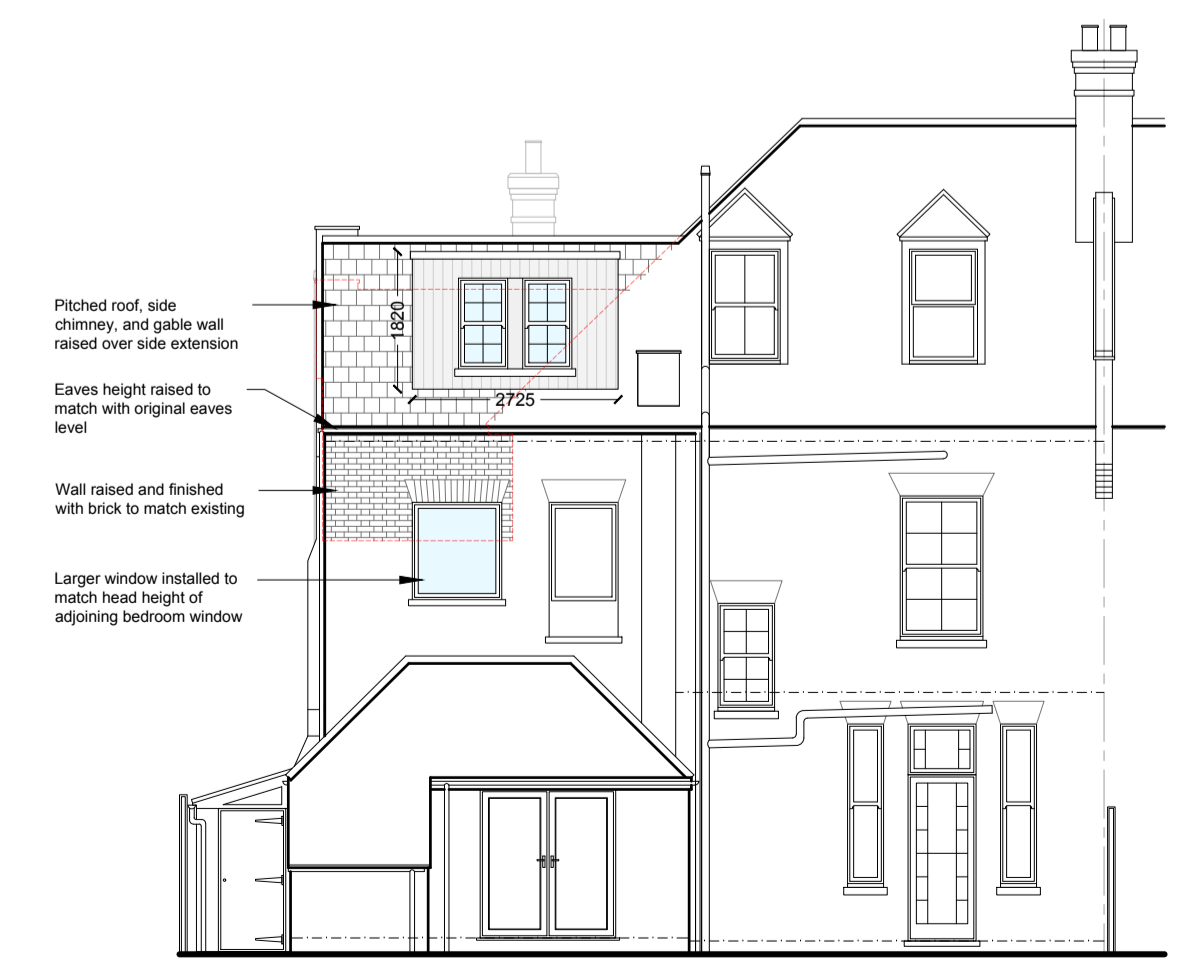 1820
2725
Pitched roof, side
chimney, and gable wall
raised over side extension
Eaves height raised to
match with original eaves
level
Wall raised and finished
with brick to match existing
Larger window installed to
match head height of
adjoining bedroom window